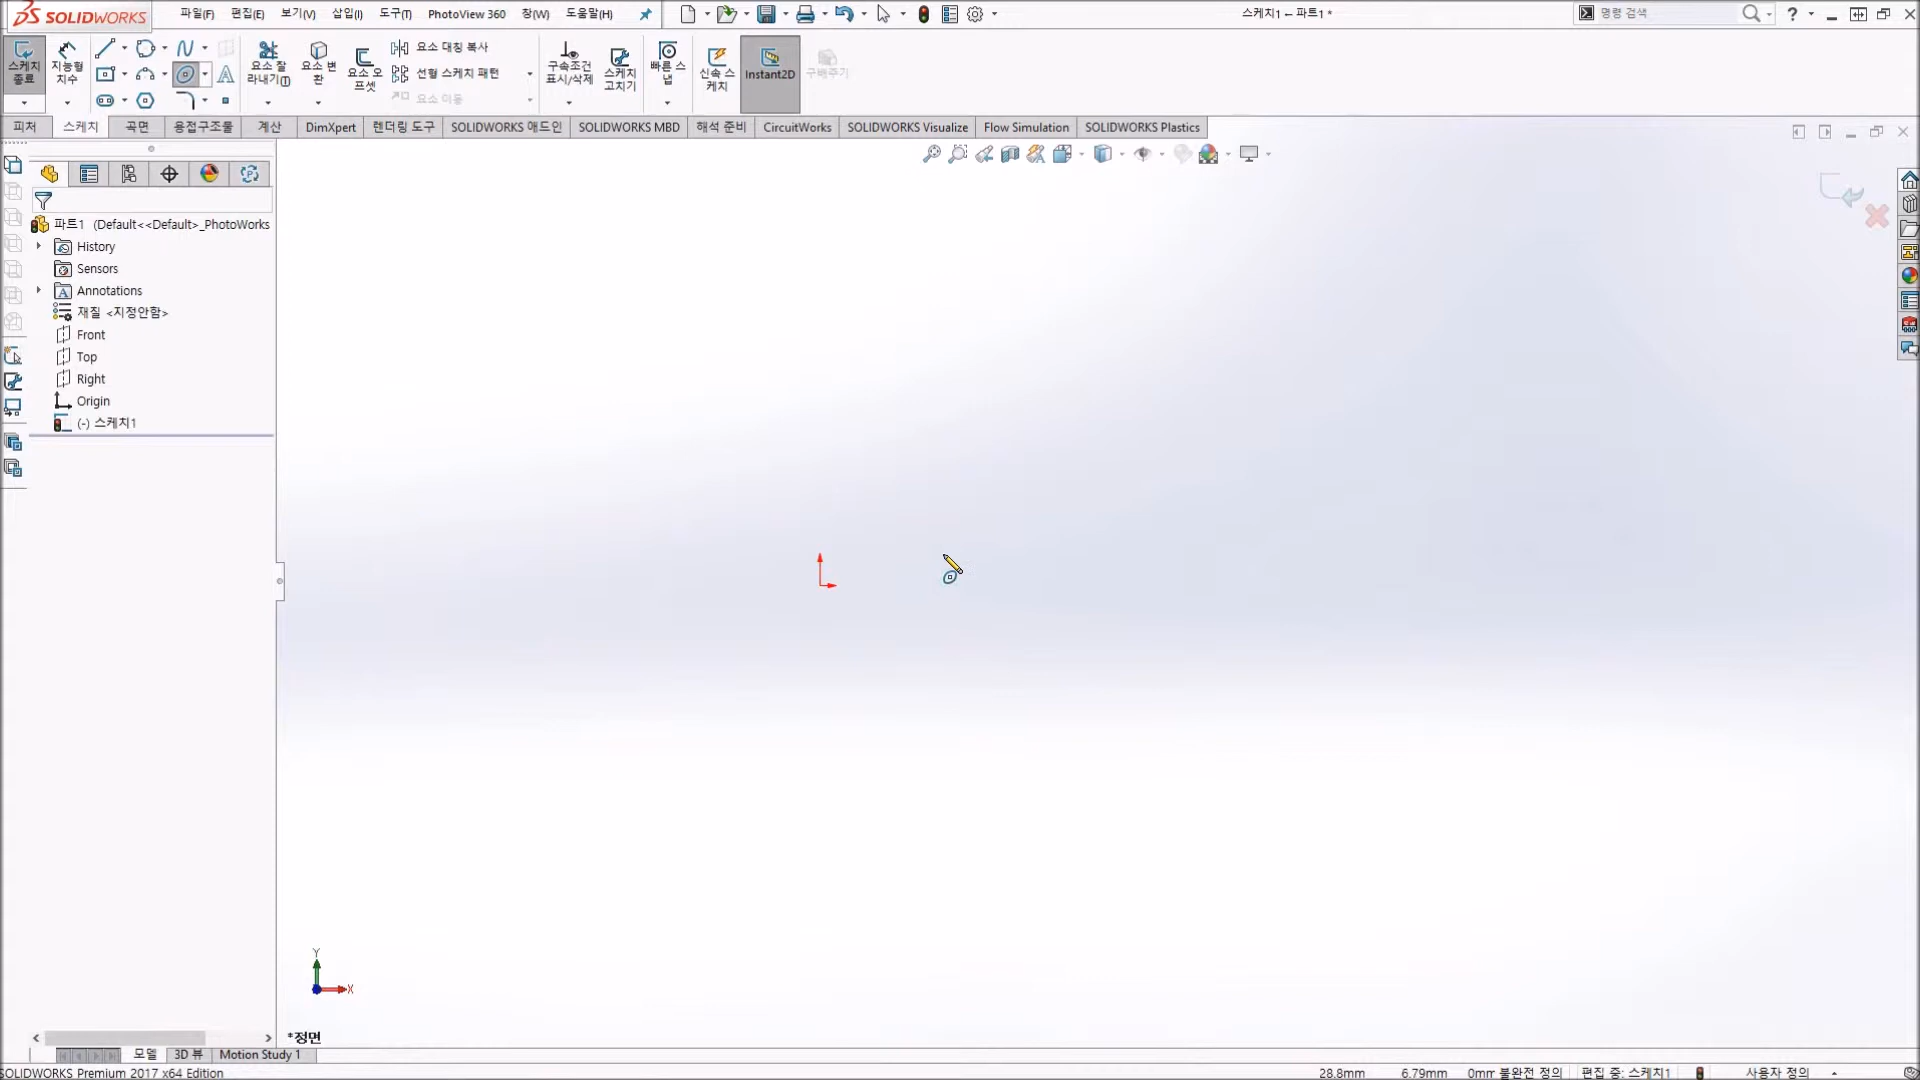 SOLIDWORKS 파일(F) 편집(E) 보기(V) 삽입(I) 도구(T) PhotoView 360 창(W) 도움말(H) 스케치1 - 파트1 * 명령 검색 ?
스케치 종료
지능형 치수
요소 잘라내기(T)
요소 변환
요소 오프셋
요소 대칭 복사
선형 스케치 패턴
요소 이동
구속조건 표시/삭제
스케치 고치기
빠른 스냅
신속 스케치
Instant2D
구배주기
피처 스케치 곡면 용접구조물 계산 DimXpert 렌더링 도구 SOLIDWORKS 애드인 SOLIDWORKS MBD 해석 준비 CircuitWorks SOLIDWORKS Visualize Flow Simulation SOLIDWORKS Plastics
파트1 (Default<<Default>_PhotoWorks
History
Sensors
Annotations
재질 <지정안함>
Front
Top
Right
Origin
(-) 스케치1
Y
X
*정면
모델 3D 뷰 Motion Study 1
SOLIDWORKS Premium 2017 x64 Edition 28.8mm 6.79mm 0mm 불완전 정의 편집 중: 스케치1 사용자 정의